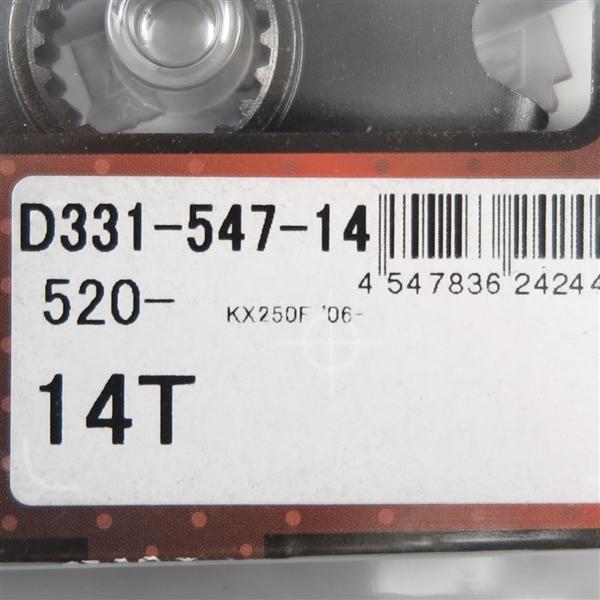 D331-547-14
4 547836 24244
520- KX250F '06-
14T